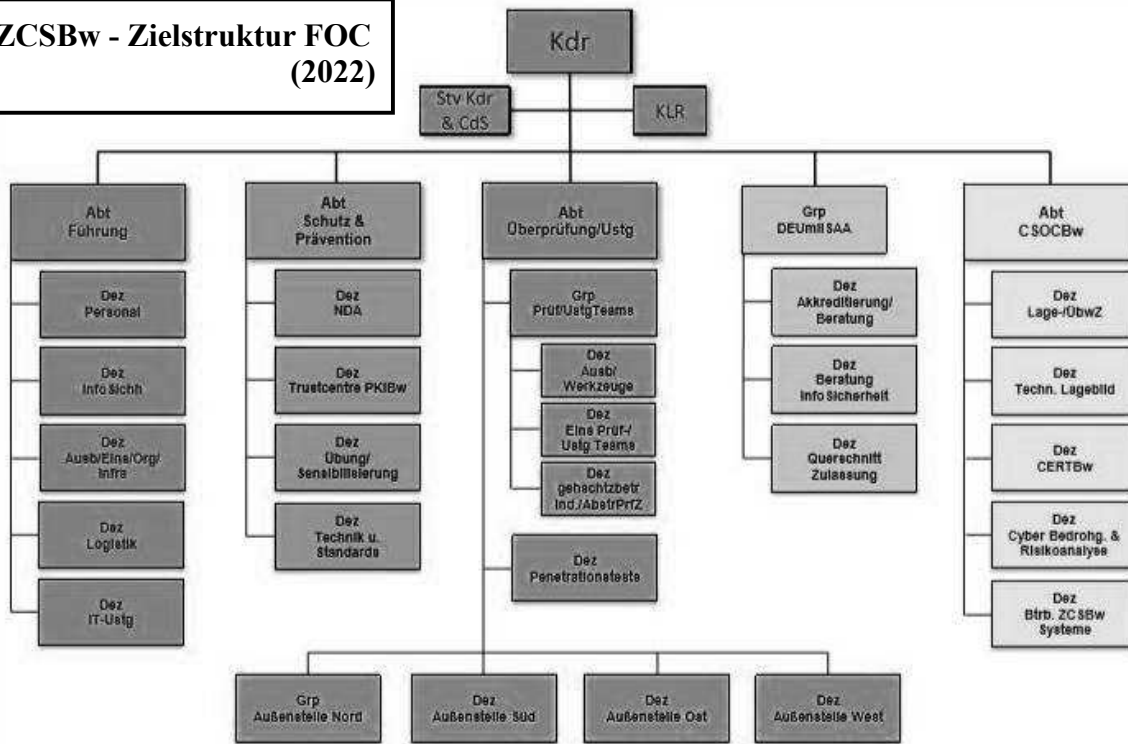 ZCSBw - Zielstruktur FOC
(2022)
Kdr
Stv Kdr
& CdS
KLR
Abt
Führung
Dez
Personal
Dez
InfoSichh
Dez
Ausb/Eins/Org/
Infra
Dez
Logistik
Dez
IT-Ustg
Abt
Schutz &
Prävention
Dez
NDA
Dez
Trustcentre PKIBw
Dez
Übung/
Sensibilisierung
Dez
Technik u.
Standards
Abt
Überprüfung/Ustg
Grp
Prüf/UstgTeams
Dez
Ausb/
Werkzeuge
Dez
Eins Prüf-/
Ustg Teams
Dez
gehschtzbetr
Ind./AbstrPrfZ
Dez
Penetrationstests
Grp
DEUmilSAA
Dez
Akkreditierung/
Beratung
Dez
Beratung
InfoSicherheit
Dez
Querschnitt
Zulassung
Abt
CSOCBw
Dez
Lage-/ÜbwZ
Dez
Techn. Lagebild
Dez
CERTBw
Dez
Cyber Bedrohg. &
Risikoanalyse
Dez
Btrb. ZCSBw
Systeme
Grp
Außenstelle Nord
Dez
Außenstelle Süd
Dez
Außenstelle Ost
Dez
Außenstelle West